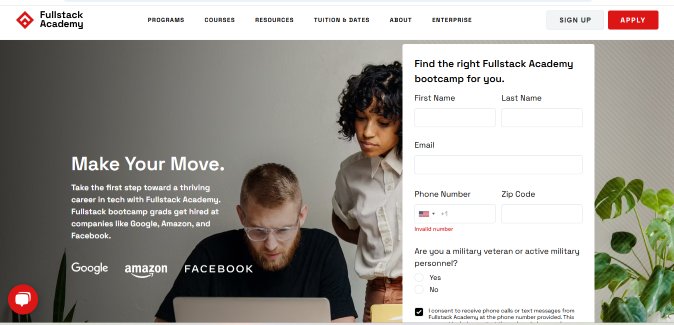 Fullstack
Academy
PROGRAMS COURSES RESOURCES TUITION & DATES ABOUT ENTERPRISE SIGN UP APPLY
Make Your Move.
Take the first step toward a thriving
career in tech with Fullstack Academy.
Fullstack bootcamp grads get hired at
companies like Google, Amazon, and
Facebook.
Google amazon FACEBOOK
Find the right Fullstack Academy
bootcamp for you.
First Name Last Name
Email
Phone Number Zip Code
+1
Invalid number
Are you a military veteran or active military
personnel?
Yes
No
I consent to receive phone calls or text messages from
Fullstack Academy at the phone number provided. This